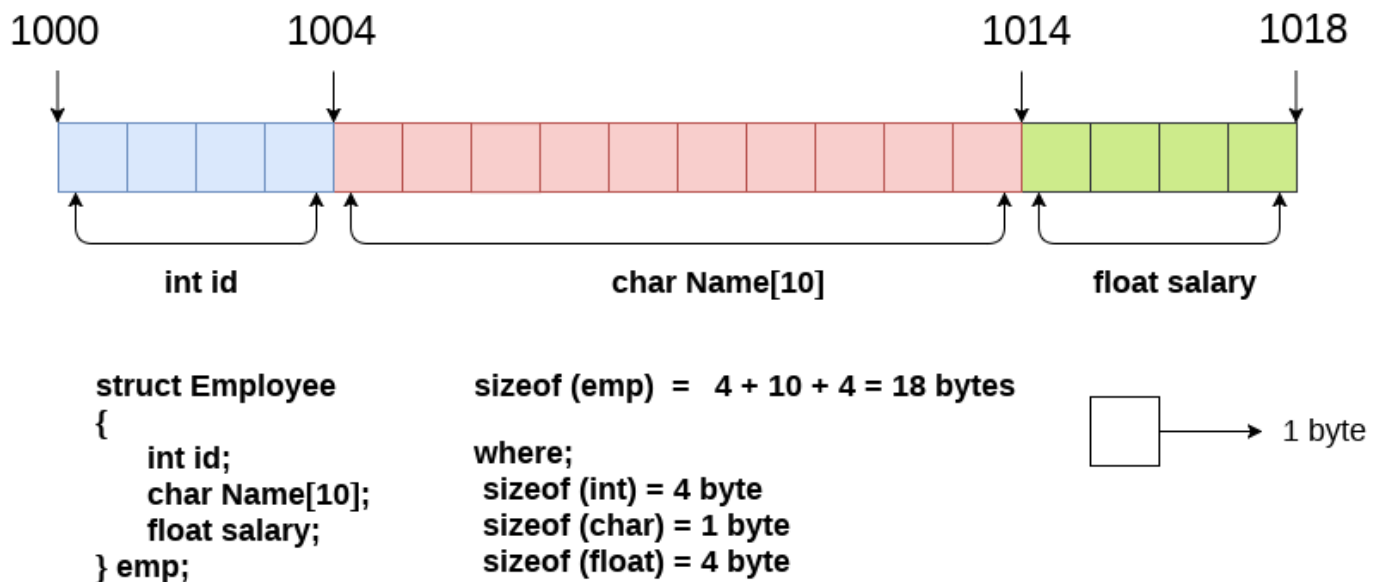 1000 1004 1014 1018
int id char Name[10] float salary
struct Employee
{
int id;
char Name[10];
float salary;
} emp;
sizeof (emp) = 4 + 10 + 4 = 18 bytes
where;
sizeof (int) = 4 byte
sizeof (char) = 1 byte
sizeof (float) = 4 byte
1 byte